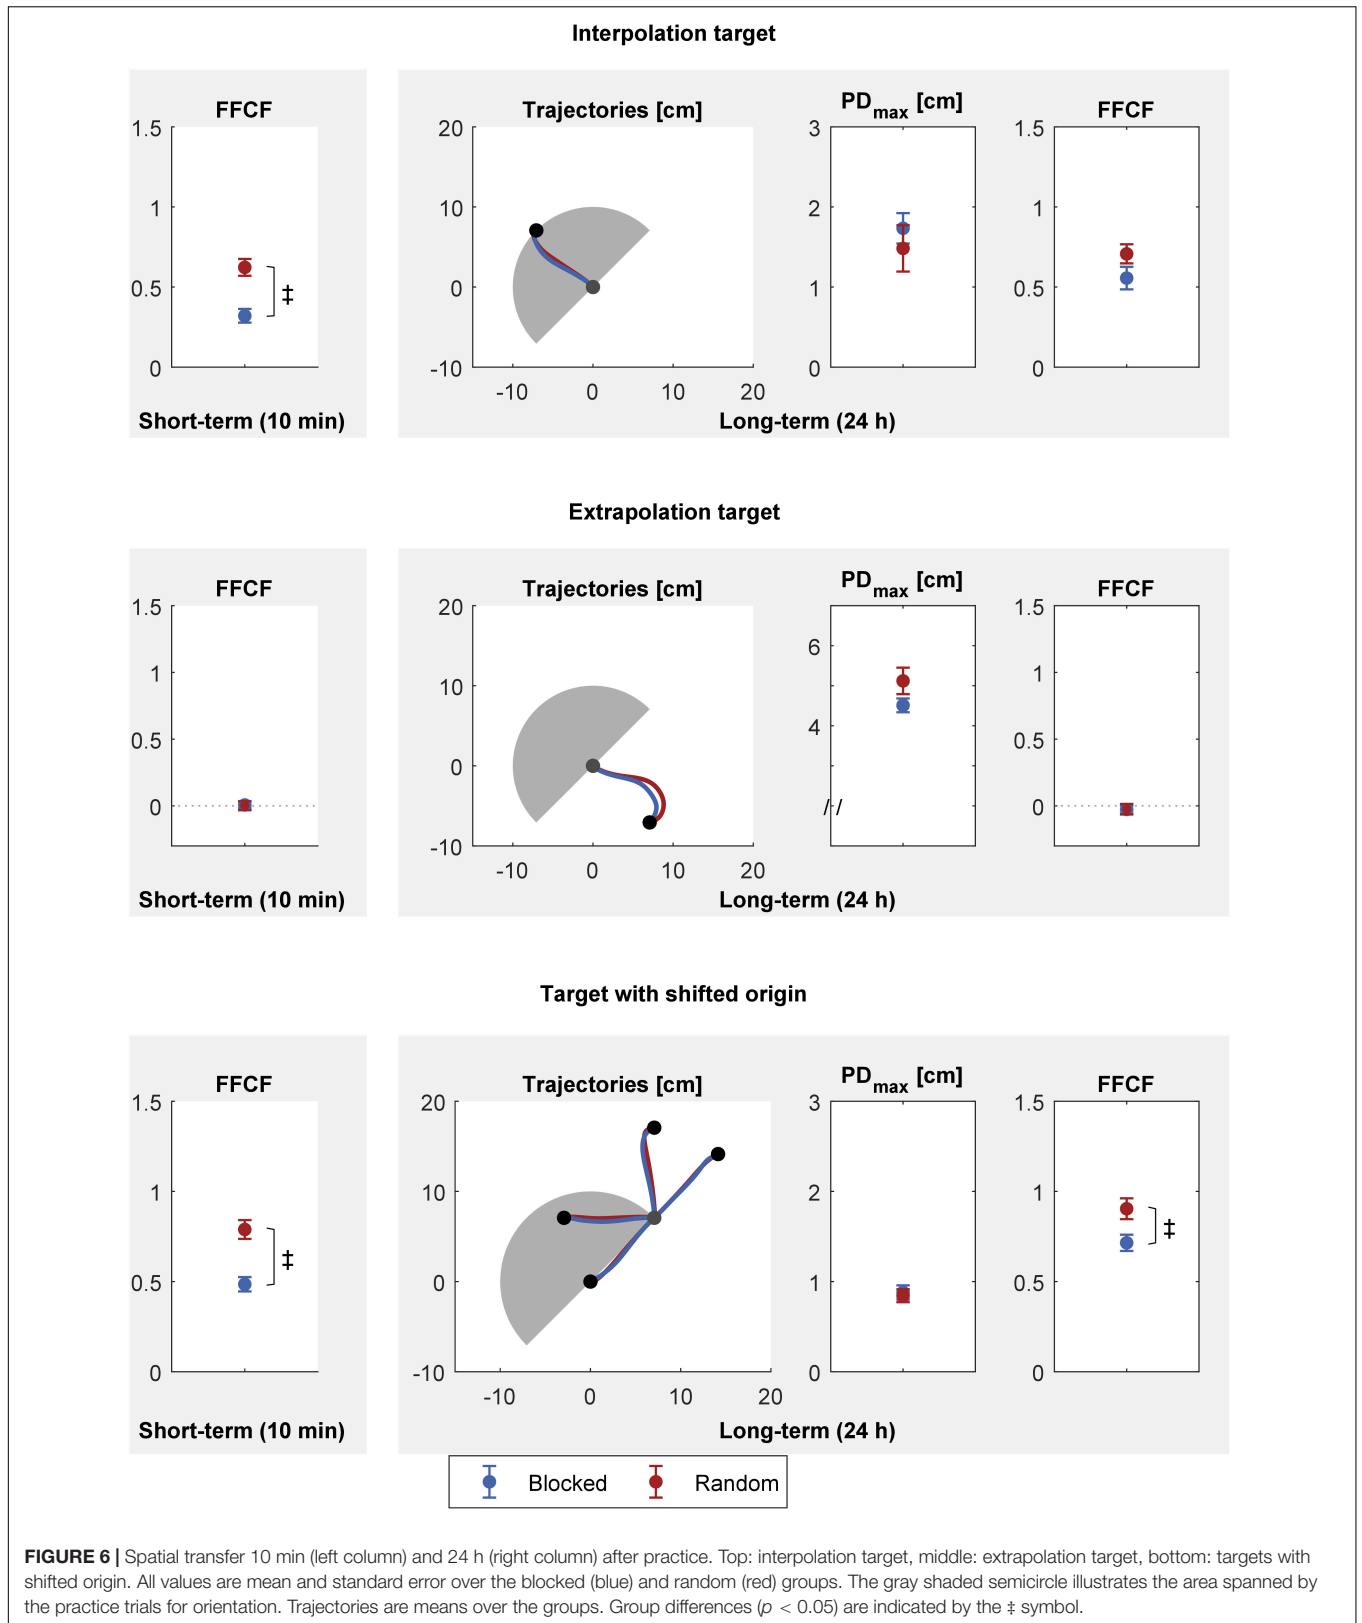 Interpolation target
FFCF
Trajectories [cm]
PDmax [cm]
FFCF
1.5
1
0.5
0
‡
Short-term (10 min)
20
10
0
-10
-10 0 10 20
3
2
1
0
1.5
1
0.5
0
Long-term (24 h)
Extrapolation target
FFCF
Trajectories [cm]
PDmax [cm]
FFCF
1.5
1
0.5
0
Short-term (10 min)
20
10
0
-10
-10 0 10 20
6
4
//
1.5
1
0.5
0
Long-term (24 h)
Target with shifted origin
FFCF
Trajectories [cm]
PDmax [cm]
FFCF
1.5
1
0.5
0
‡
Short-term (10 min)
20
10
0
-10
-10 0 10 20
3
2
1
0
1.5
1
0.5
0
‡
Long-term (24 h)
Blocked Random
FIGURE 6 | Spatial transfer 10 min (left column) and 24 h (right column) after practice. Top: interpolation target, middle: extrapolation target, bottom: targets with
shifted origin. All values are mean and standard error over the blocked (blue) and random (red) groups. The gray shaded semicircle illustrates the area spanned by
the practice trials for orientation. Trajectories are means over the groups. Group differences (p < 0.05) are indicated by the ‡ symbol.